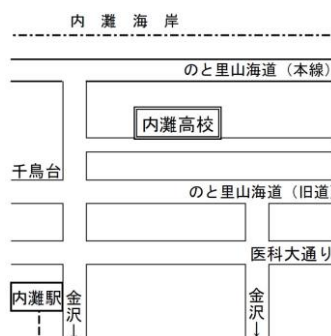 内灘海岸
のと里山海道（本線）
内灘高校
千鳥台
のと里山海道（旧道
医科大通り
内灘駅
金沢↓
金沢↓